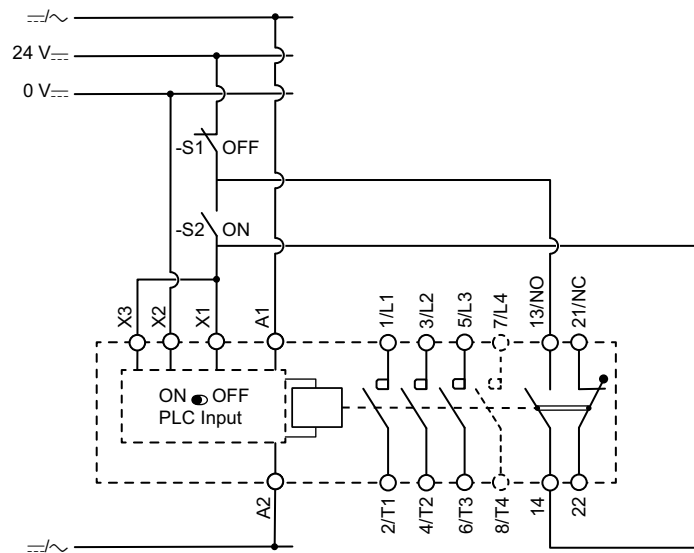 ⎓/∼
24 V⎓
0 V⎓
-S1 OFF
-S2 ON
X3
X2
X1
A1
1/L1
3/L2
5/L3
7/L4
13/NO
21/NC
ON OFF
PLC Input
A2
2/T1
4/T2
6/T3
8/T4
14
22
⎓/∼